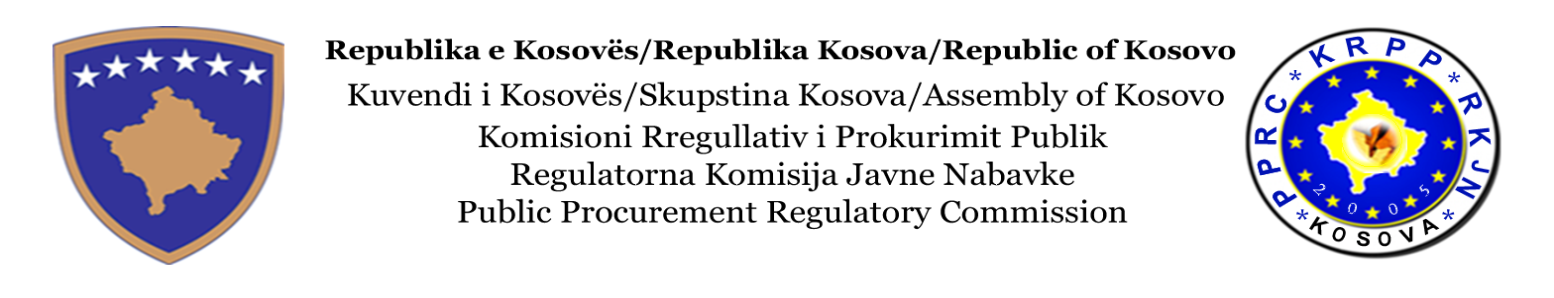 Republika e Kosovës/Republika Kosova/Republic of Kosovo
Kuvendi i Kosovës/Skupstina Kosova/Assembly of Kosovo
Komisioni Rregullativ i Prokurimit Publik
Regulatorna Komisija Javne Nabavke
Public Procurement Regulatory Commission
PPRC*KRPP*RKJN
*KOSOVA*
2005